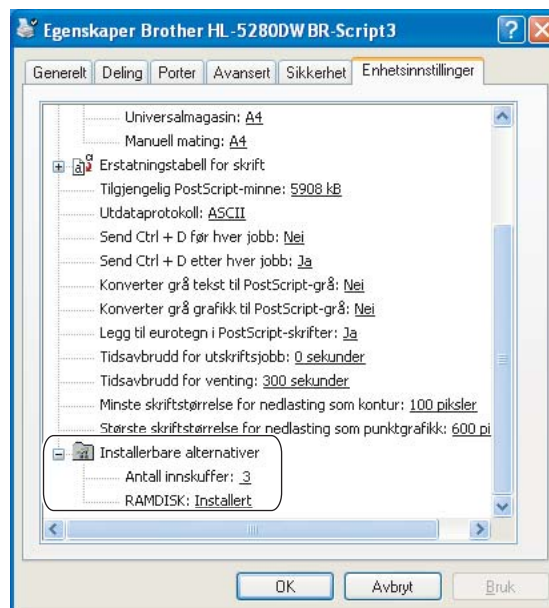 Egenskaper Brother HL-5280DW BR-Script3
Generelt Deling Porter Avansert Sikkerhet Enhetsinnstillinger
Universalmagasin: A4
Manuell mating: A4
Erstatningstabell for skrift
Tilgjengelig PostScript-minne: 5908 kB
Utdataprotokoll: ASCII
Send Ctrl + D før hver jobb: Nei
Send Ctrl + D etter hver jobb: Ja
Konverter grå tekst til PostScript-grå: Nei
Konverter grå grafikk til PostScript-grå: Nei
Legg til eurotegn i PostScript-skrifter: Ja
Tidsavbrudd for utskriftsjobb: 0 sekunder
Tidsavbrudd for venting: 300 sekunder
Minste skriftstørrelse for nedlasting som kontur: 100 piksler
Største skriftstørrelse for nedlasting som punktgrafikk: 600 pi
Installerbare alternativer
Antall innskuffer: 3
RAMDISK: Installert
OK Avbryt Bruk